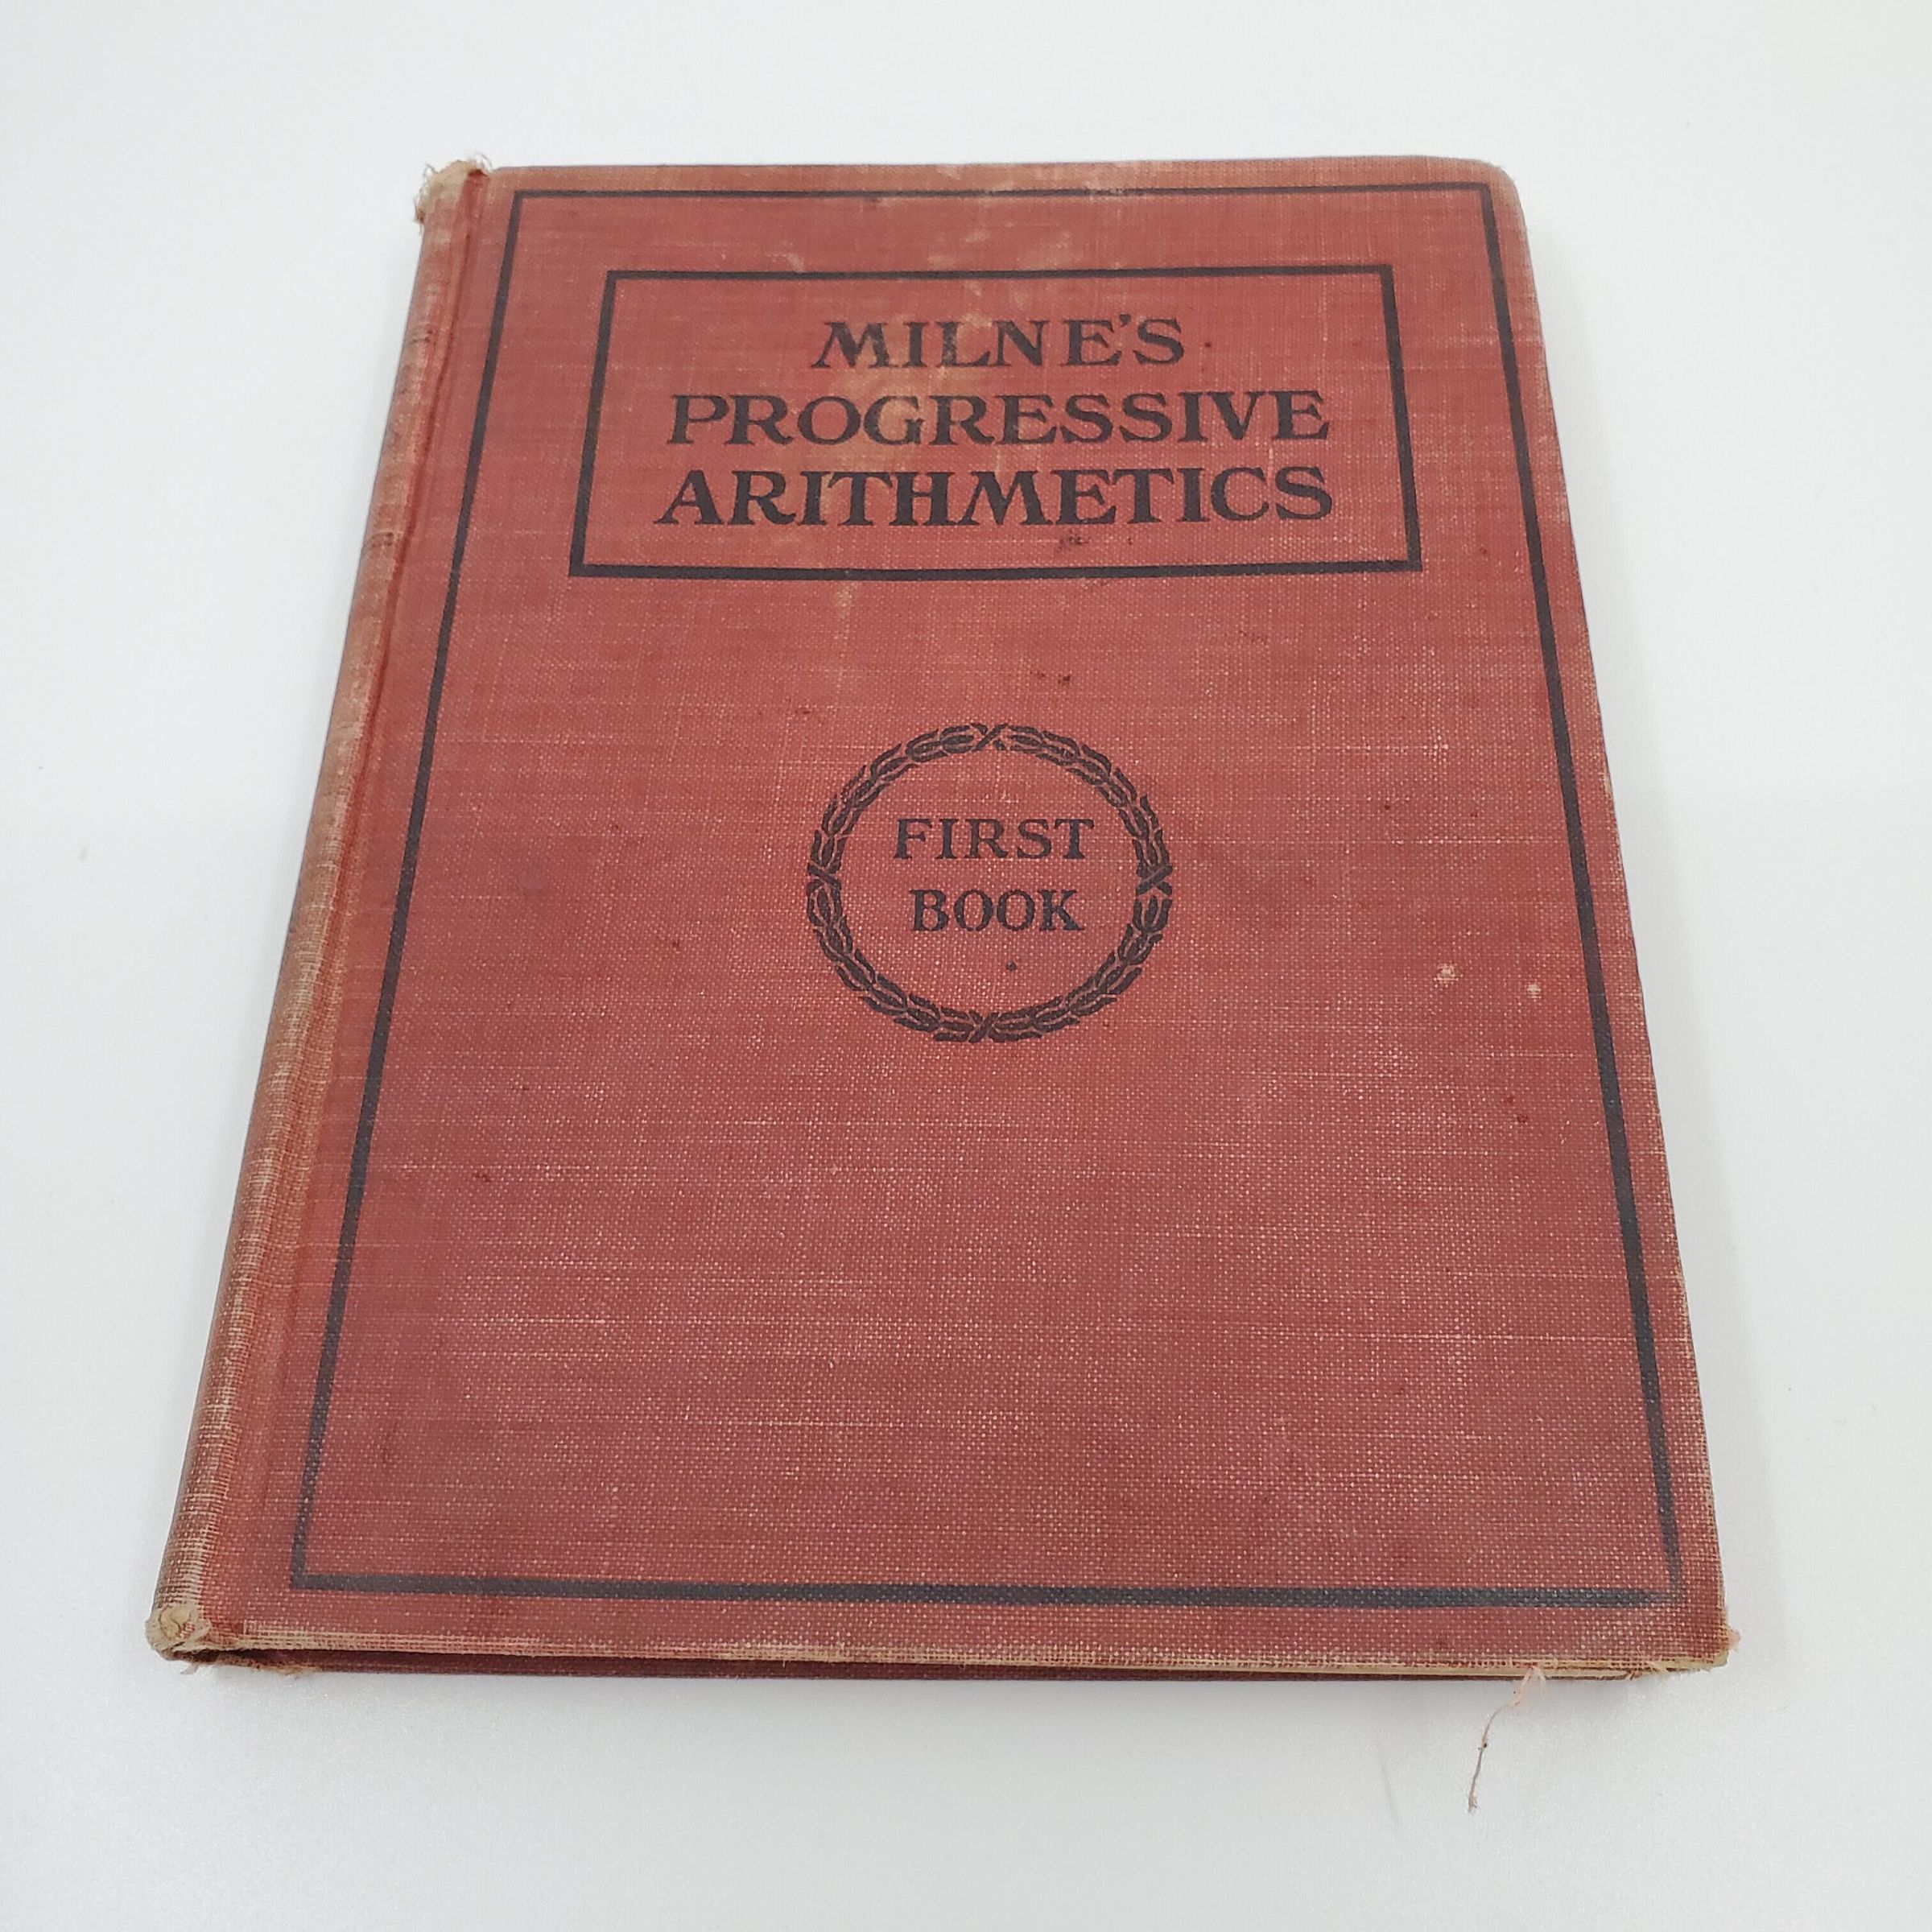 MILNE'S
PROGRESSIVE
ARITHMETICS
FIRST
BOOK